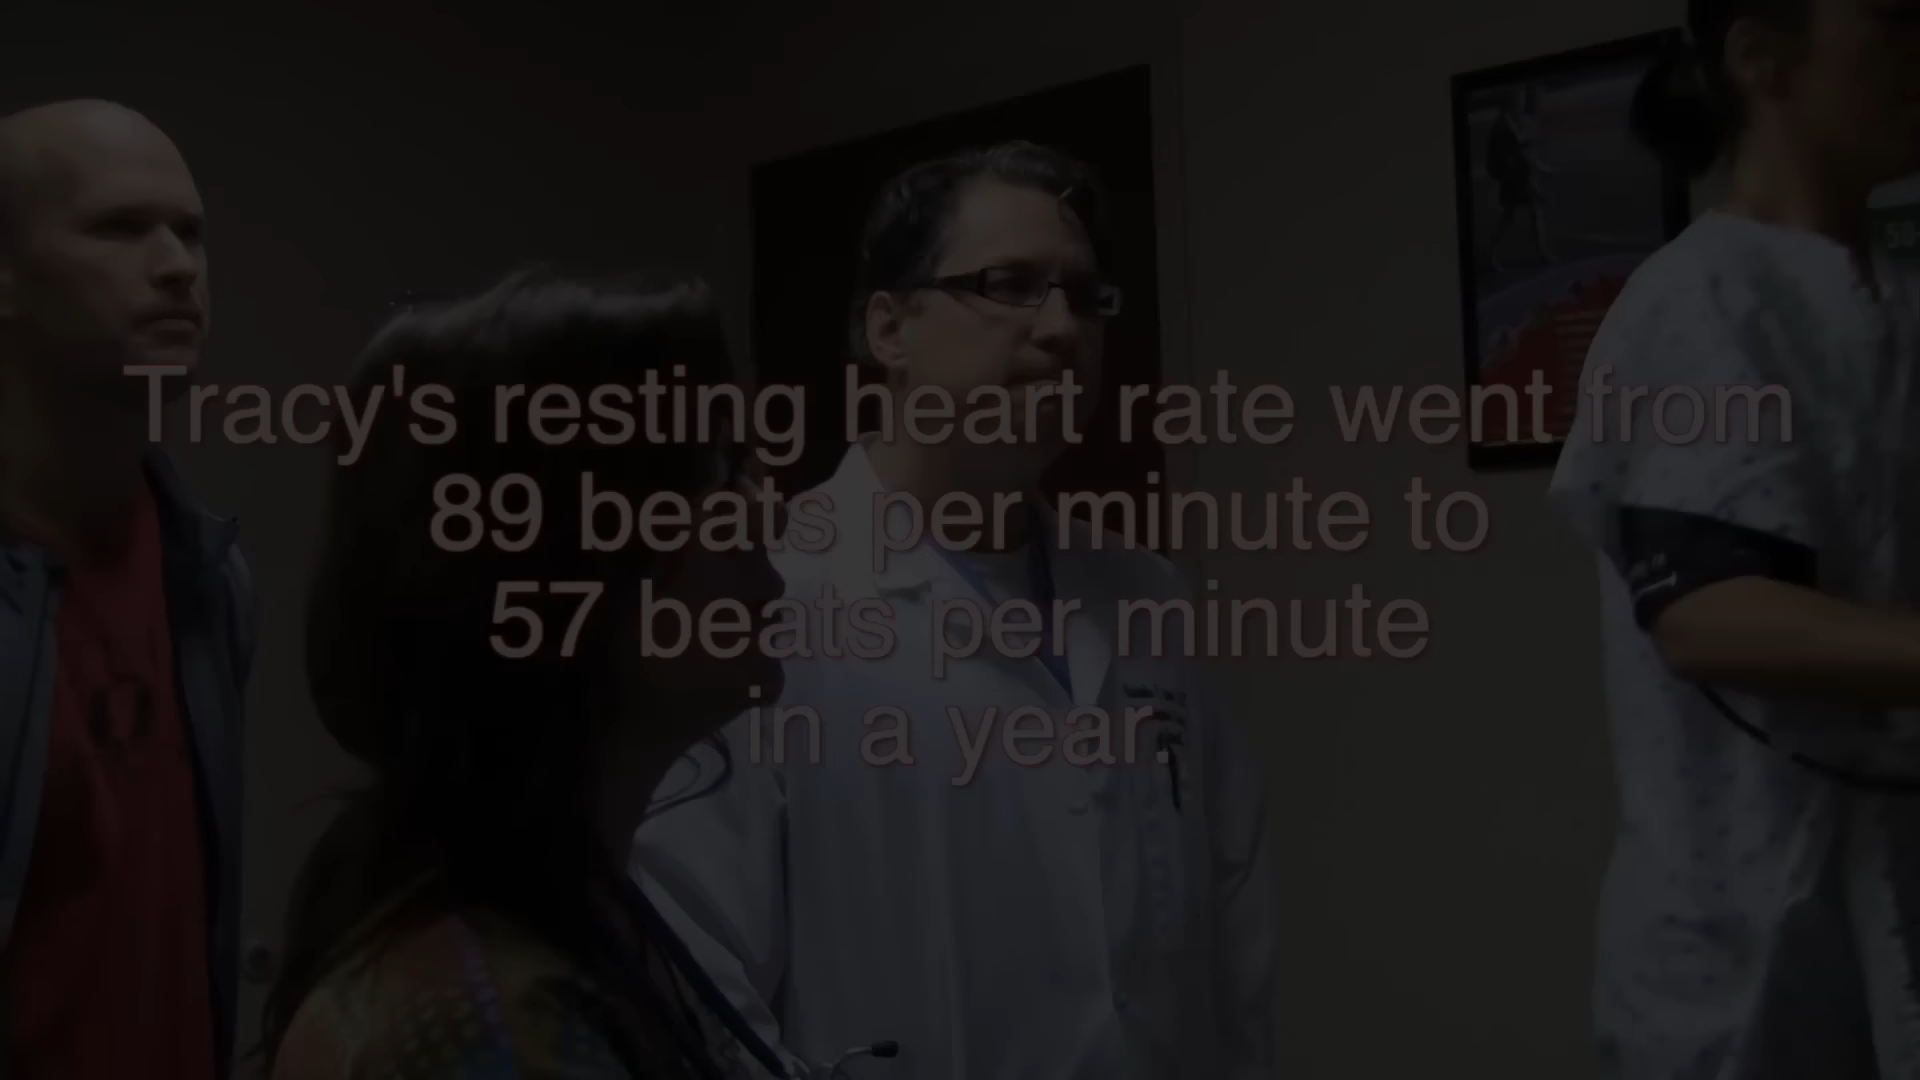 Tracy's resting heart rate went from
89 beats per minute to
57 beats per minute
in a year.